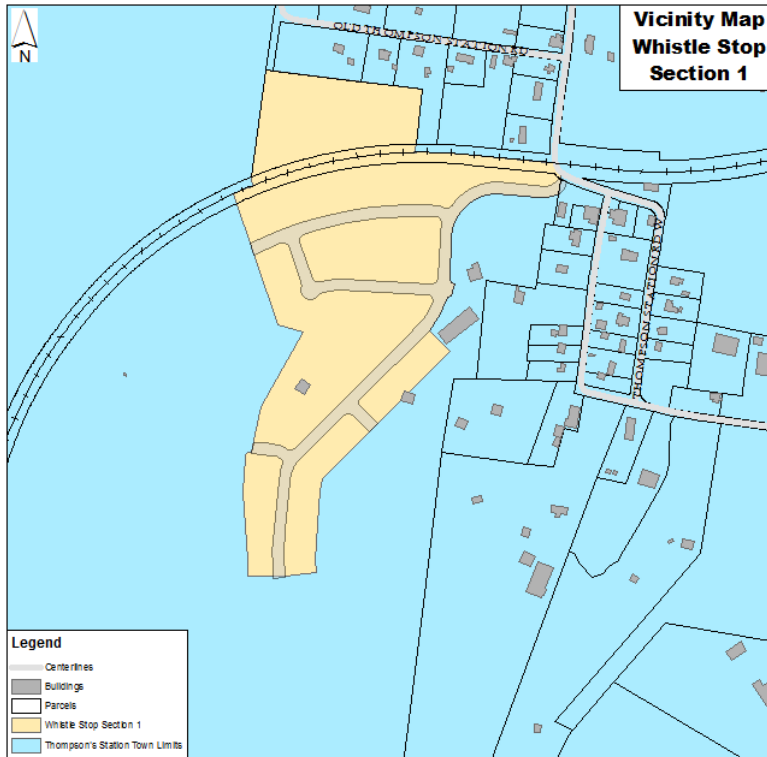 Vicinity Map
Whistle Stop
Section 1
N
OLD THOMPSON STATION RD
THOMPSON STATION RD W
Legend
Centerlines
Buildings
Parcels
Whistle Stop Section 1
Thompson's Station Town Limits